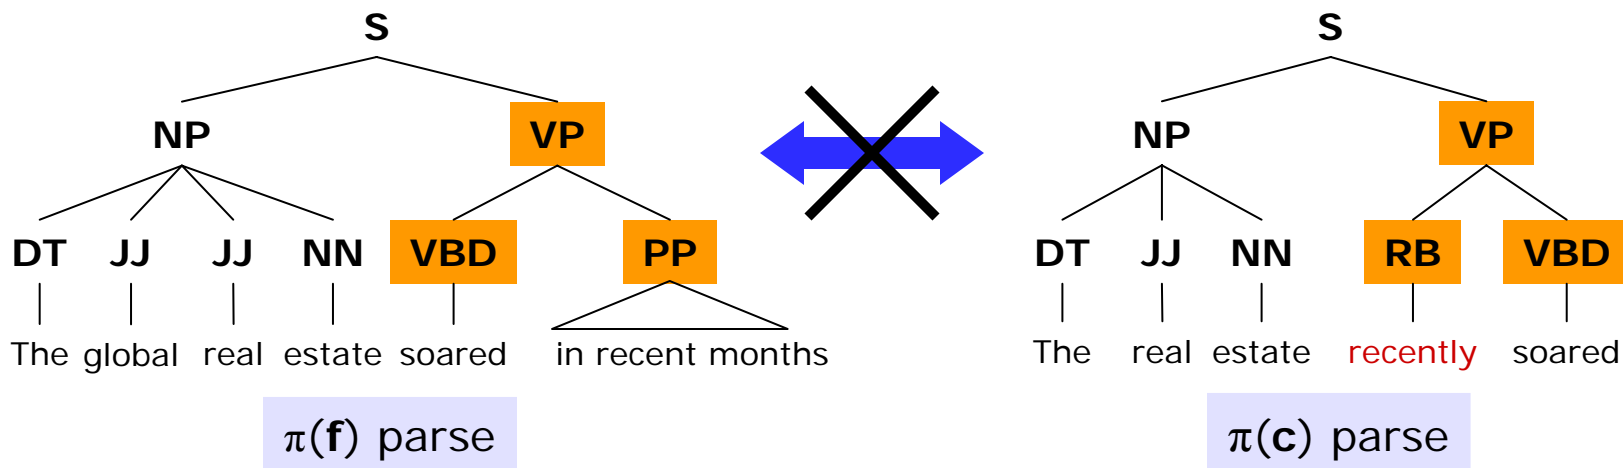 S S
NP VP NP VP
DT JJ JJ NN VBD PP DT JJ NN RB VBD
The global real estate soared in recent months The real estate recently soared
π(f) parse π(c) parse